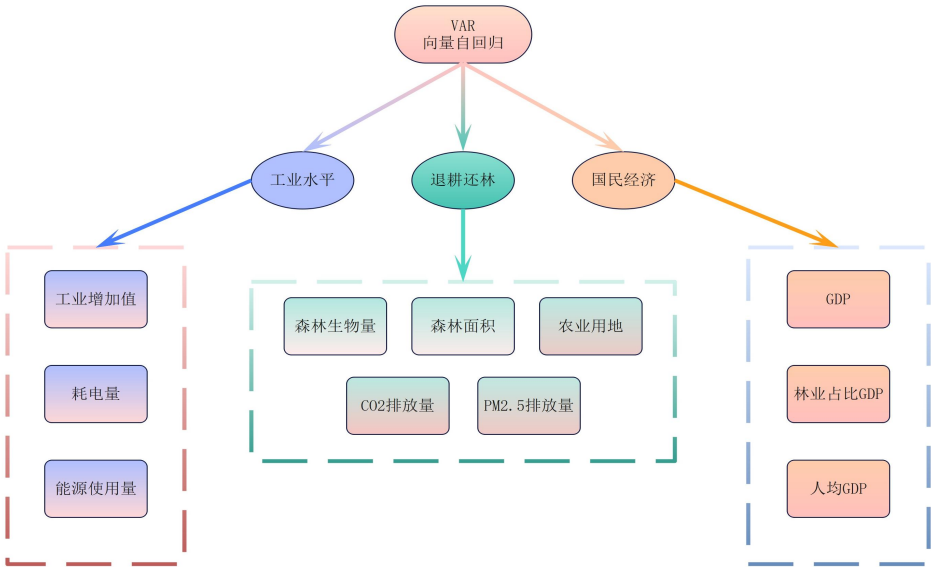 VAR
向量自回归
工业水平
退耕还林
国民经济
工业增加值
耗电量
能源使用量
森林生物量
森林面积
农业用地
CO2排放量
PM2.5排放量
GDP
林业占比GDP
人均GDP